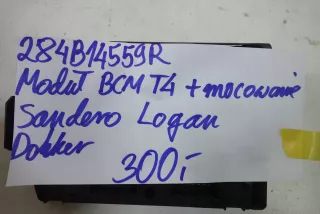 284B14559R
Moduł BCM T4 + mocowanie
Sandero Logan
Dokker
300,-